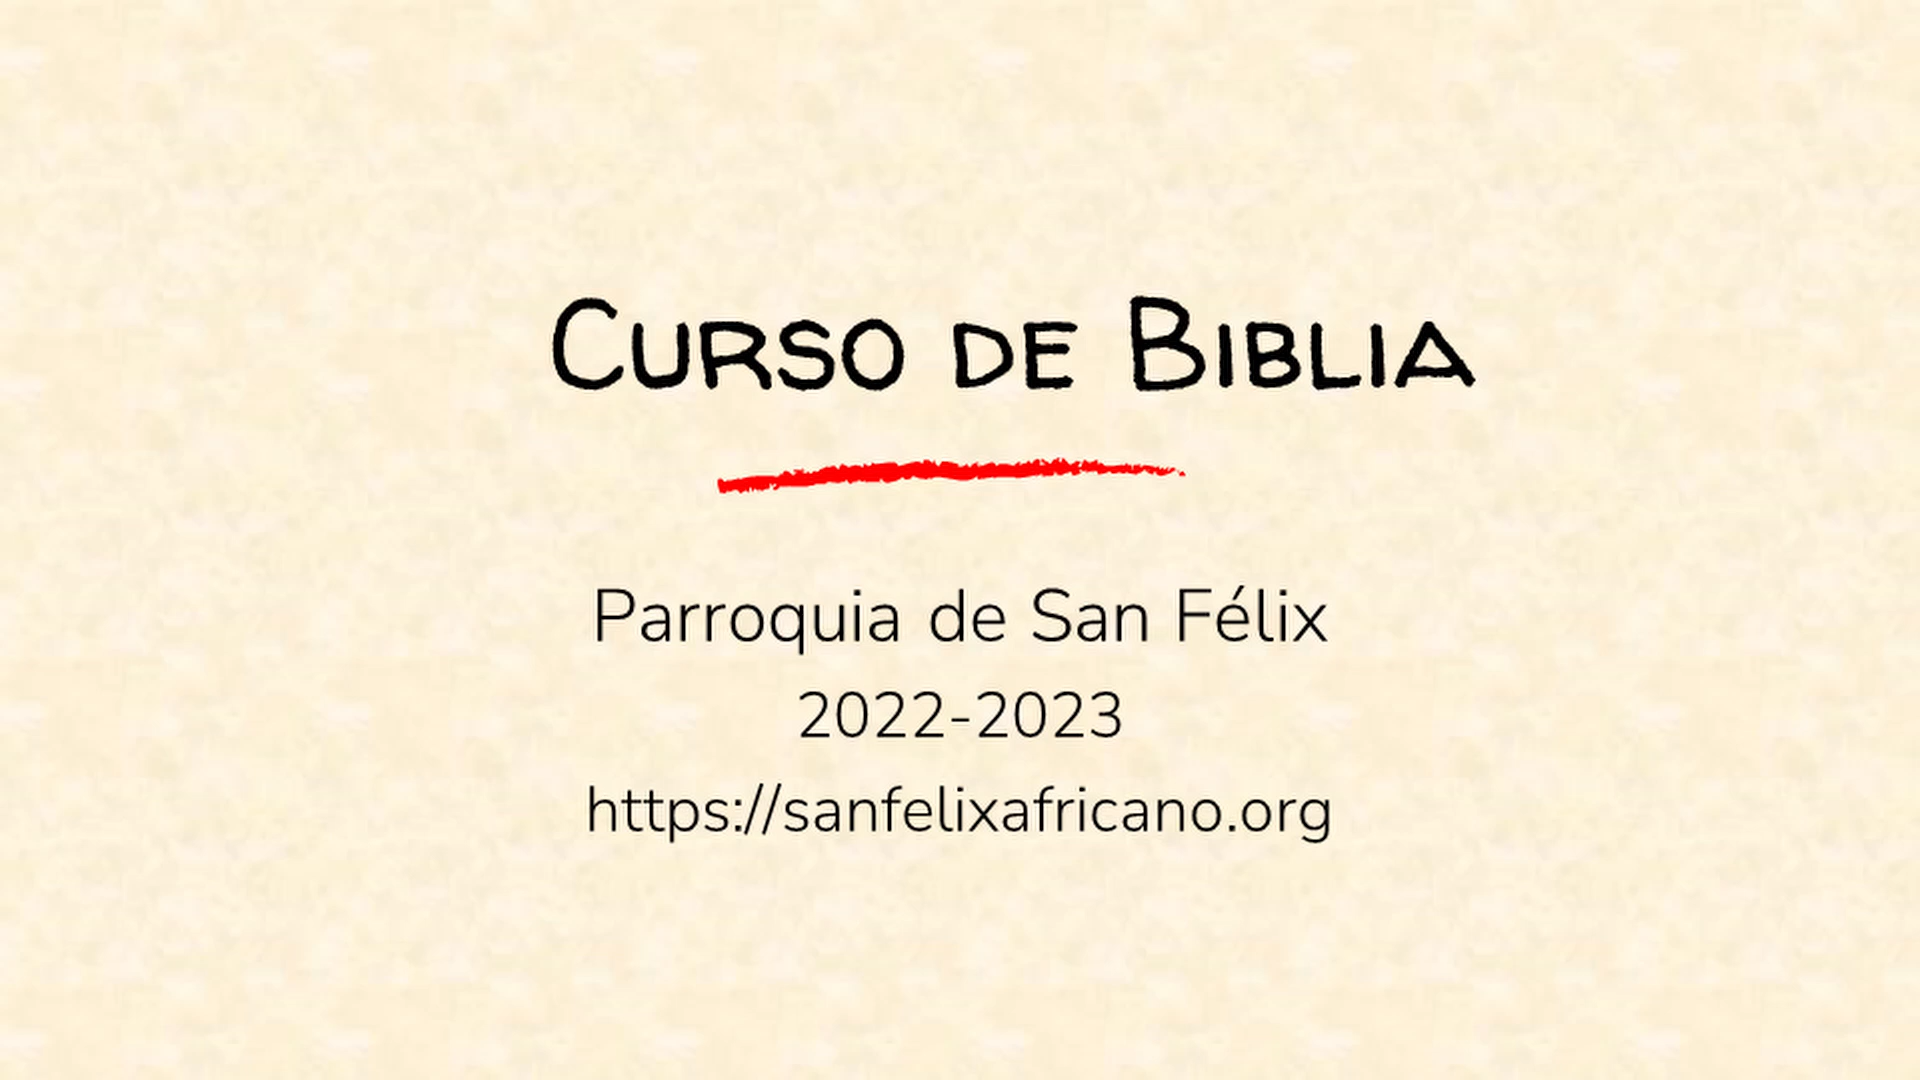 Curso de Biblia
Parroquia de San Félix
2022-2023
https://sanfelixafricano.org